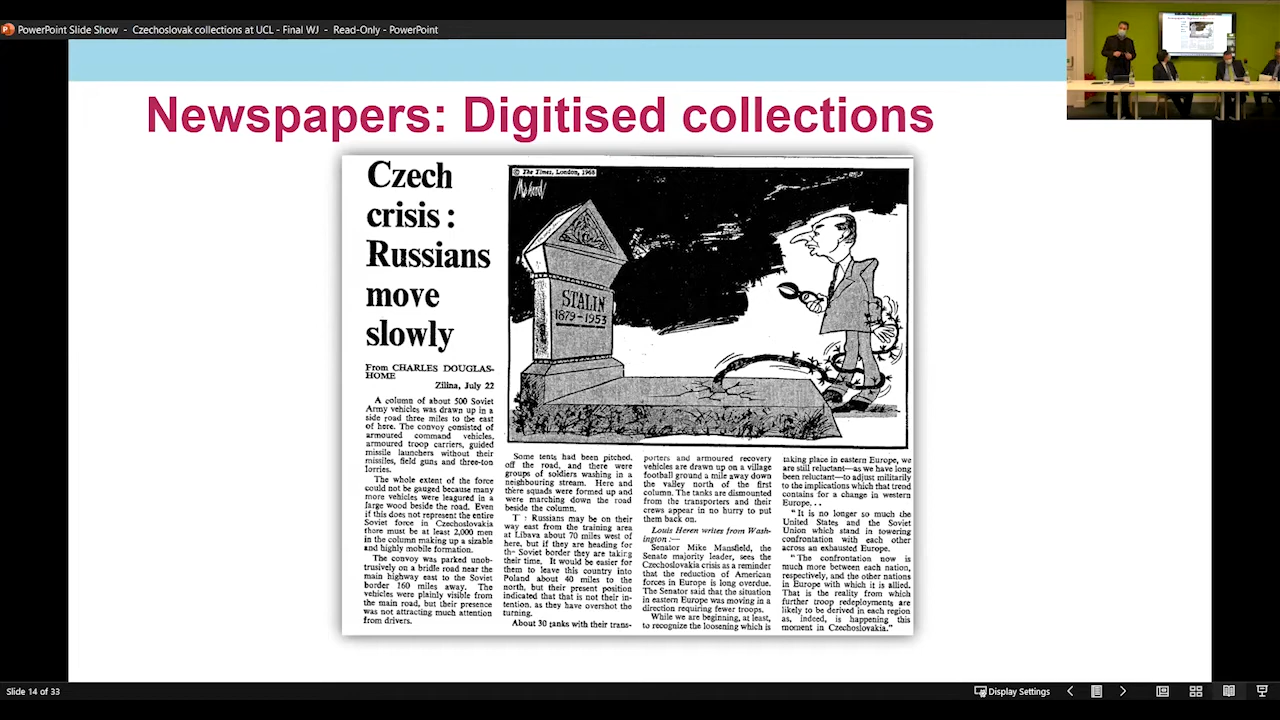 PowerPoint Slide Show - Czechoslovak collections at UCL - Final WJ - Read-Only - PowerPoint
Newspapers: Digitised collections
Czech
crisis :
Russians
move
slowly
From CHARLES DOUGLAS-
HOME
Zilina, July 22
A column of about 500 Soviet
Army vehicles was drawn up in a
side road three miles to the east
of here. The convoy consisted of
armoured command vehicles,
armoured troop carriers, guided
missile launchers without their
missiles, field guns and three-ton
lorries.
The whole extent of the force
could not be gauged because many
more vehicles were leagured in a
large wood beside the road. Even
if this does not represent the entire
Soviet force in Czechoslovakia
there must be at least 2,000 men
in the column making up a sizable
and highly mobile formation.
The convoy was parked unob-
trusively on a bridle road near the
main highway east to the Soviet
border 160 miles away. The
vehicles were plainly visible from
the main road, but their presence
was not attracting much attention
from drivers.
© The Times, London, 1968
STALIN
1879-1953
Some tents had been pitched
off the road, and there were
groups of soldiers washing in a
neighbouring stream. Here and
there squads were formed up and
were marching down the road
beside the column.
Russians may be on their
way east from the training area
at Libava about 70 miles west of
here, but if they are heading for
the Soviet border they are taking
their time. It would be easier for
them to leave this country into
Poland about 40 miles to the
north, but their present position
indicated that that is not their in-
tention, as they have overshot the
turning.
About 30 tanks with their trans-
porters and armoured recovery
vehicles are drawn up on a village
football ground a mile away down
the valley north of the first
column. The tanks are dismounted
from the transporters and their
crews appear in no hurry to put
them back on.
Louis Heren writes from Wash-
ington :—
Senator Mike Mansfield, the
Senate majority leader, sees the
Czechoslovakia crisis as a reminder
that the reduction of American
forces in Europe is long overdue.
The Senator said that the situation
in eastern Europe was moving in a
direction requiring fewer troops.
While we are beginning, at least,
to recognize the loosening which is
taking place in eastern Europe, we
are still reluctant—as we have long
been reluctant—to adjust militarily
to the implications which that trend
contains for a change in western
Europe. . .
" It is no longer so much the
United States and the Soviet
Union which stand in towering
confrontation with each other
across an exhausted Europe.
" The confrontation now is
much more between each nation,
respectively, and the other nations
in Europe with which it is allied.
That is the reality from which
further troop redeployments are
likely to be derived in each region
as, indeed, is happening this
moment in Czechoslovakia."
Slide 14 of 33
Display Settings